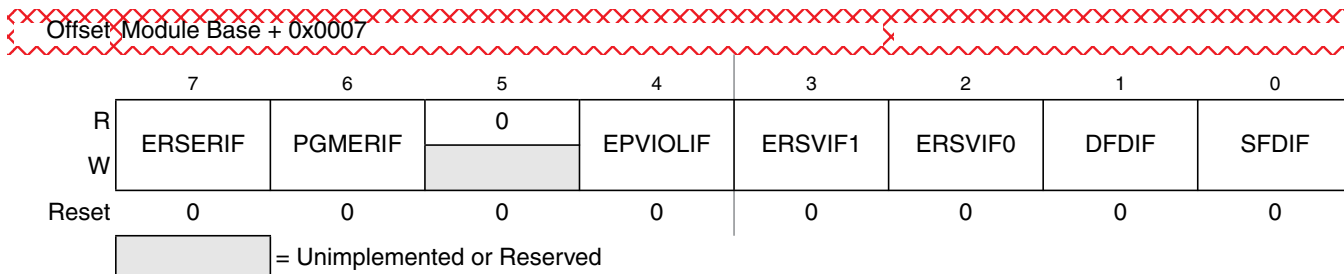 Offset Module Base + 0x0007
7 6 5 4 3 2 1 0
R ERSERIF PGMERIF 0 EPVIOLIF ERSVIF1 ERSVIF0 DFDIF SFDIF
W
Reset 0 0 0 0 0 0 0 0
= Unimplemented or Reserved